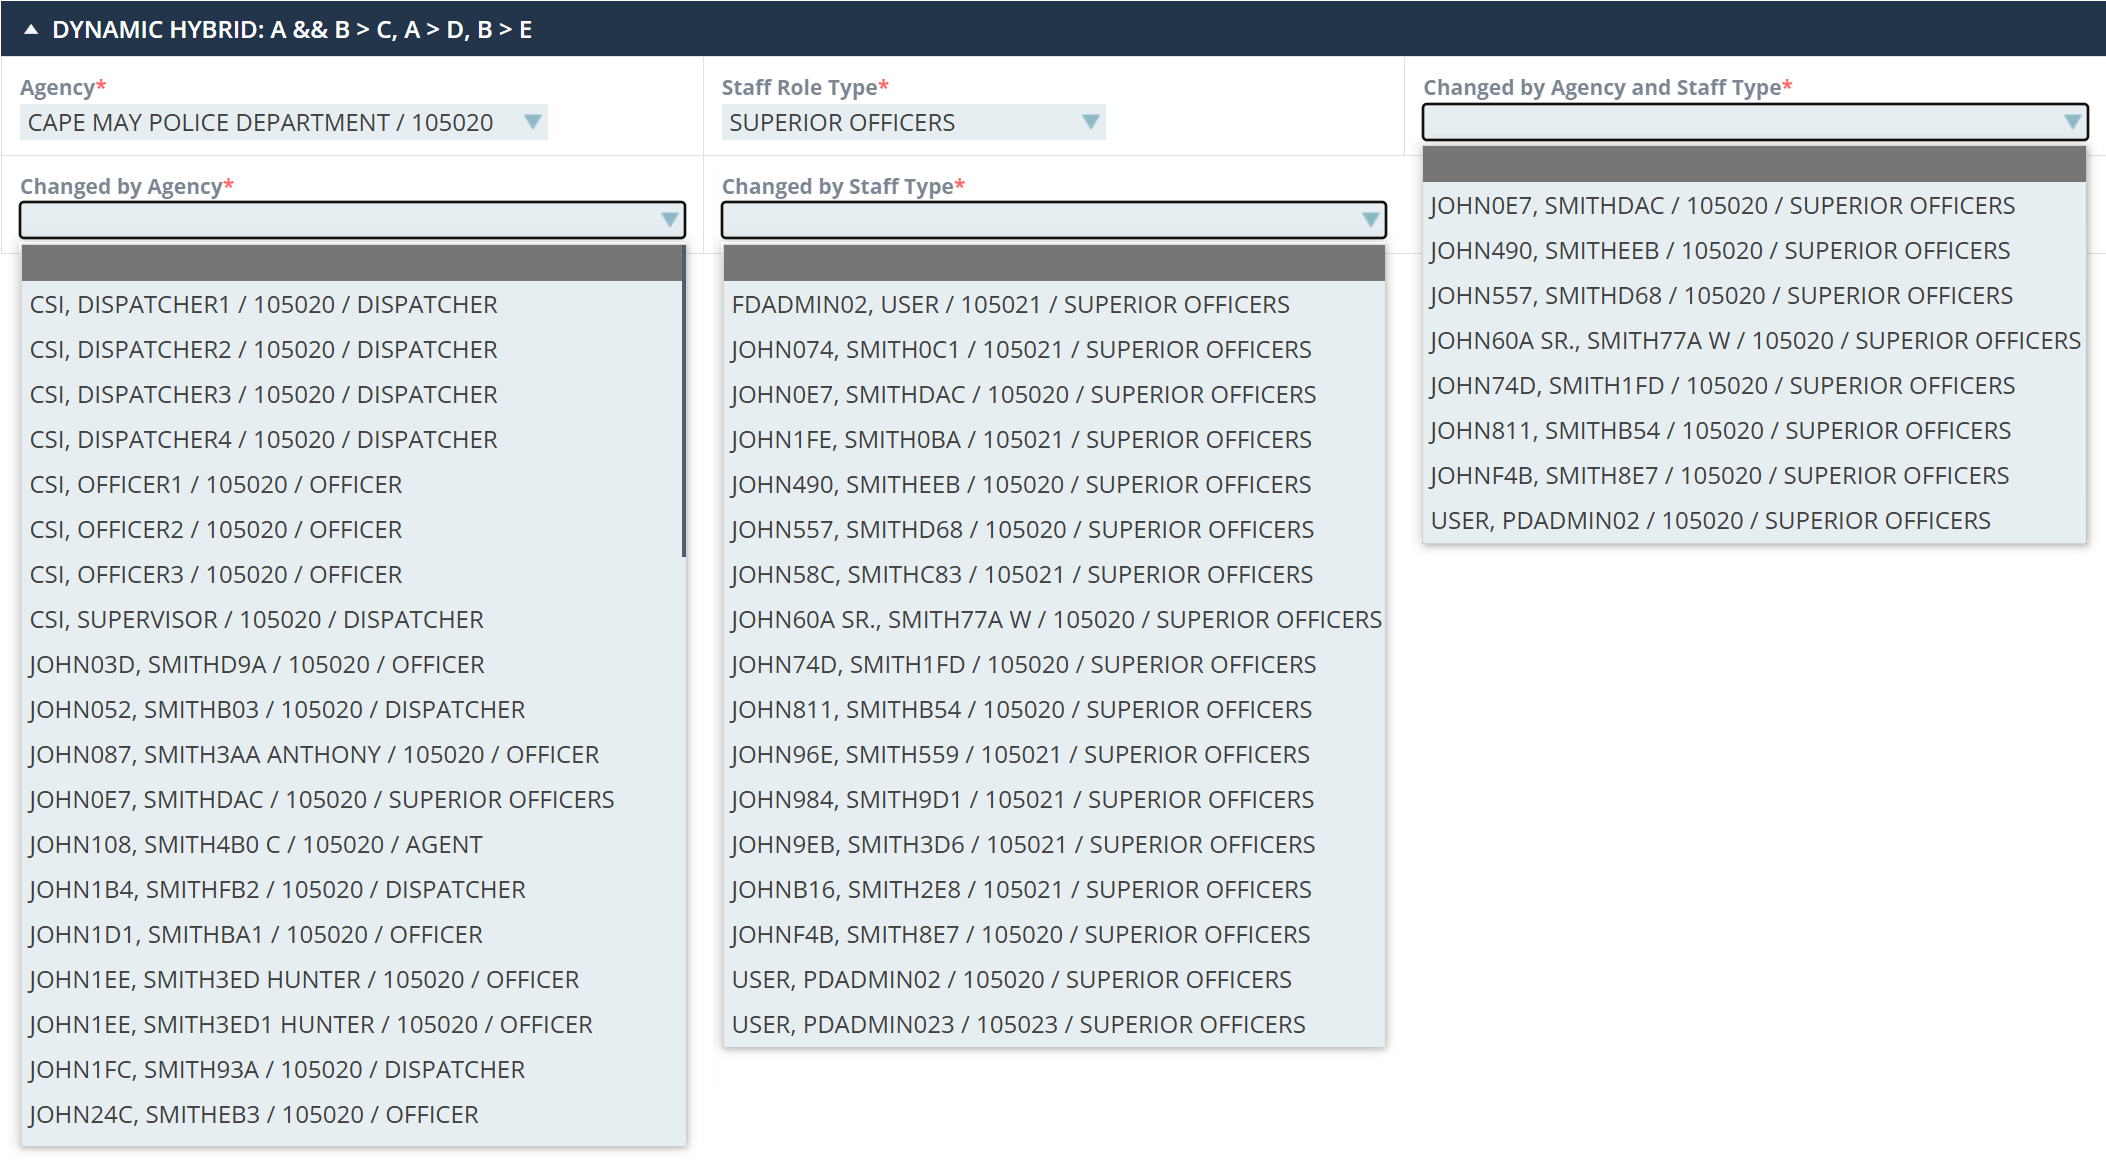 DYNAMIC HYBRID: A && B > C, A > D, B > E
Agency*
CAPE MAY POLICE DEPARTMENT / 105020
Staff Role Type*
SUPERIOR OFFICERS
Changed by Agency and Staff Type*
JOHN0E7, SMITHDAC / 105020 / SUPERIOR OFFICERS
JOHN490, SMITHEEB / 105020 / SUPERIOR OFFICERS
JOHN557, SMITHD68 / 105020 / SUPERIOR OFFICERS
JOHN60A SR., SMITH77A W / 105020 / SUPERIOR OFFICERS
JOHN74D, SMITH1FD / 105020 / SUPERIOR OFFICERS
JOHN811, SMITHB54 / 105020 / SUPERIOR OFFICERS
JOHNF4B, SMITH8E7 / 105020 / SUPERIOR OFFICERS
USER, PDADMIN02 / 105020 / SUPERIOR OFFICERS
Changed by Agency*
CSI, DISPATCHER1 / 105020 / DISPATCHER
CSI, DISPATCHER2 / 105020 / DISPATCHER
CSI, DISPATCHER3 / 105020 / DISPATCHER
CSI, DISPATCHER4 / 105020 / DISPATCHER
CSI, OFFICER1 / 105020 / OFFICER
CSI, OFFICER2 / 105020 / OFFICER
CSI, OFFICER3 / 105020 / OFFICER
CSI, SUPERVISOR / 105020 / DISPATCHER
JOHN03D, SMITHD9A / 105020 / OFFICER
JOHN052, SMITHB03 / 105020 / DISPATCHER
JOHN087, SMITH3AA ANTHONY / 105020 / OFFICER
JOHN0E7, SMITHDAC / 105020 / SUPERIOR OFFICERS
JOHN108, SMITH4B0 C / 105020 / AGENT
JOHN1B4, SMITHFB2 / 105020 / DISPATCHER
JOHN1D1, SMITHBA1 / 105020 / OFFICER
JOHN1EE, SMITH3ED HUNTER / 105020 / OFFICER
JOHN1EE, SMITH3ED1 HUNTER / 105020 / OFFICER
JOHN1FC, SMITH93A / 105020 / DISPATCHER
JOHN24C, SMITHEB3 / 105020 / OFFICER
Changed by Staff Type*
FDADMIN02, USER / 105021 / SUPERIOR OFFICERS
JOHN074, SMITH0C1 / 105021 / SUPERIOR OFFICERS
JOHN0E7, SMITHDAC / 105020 / SUPERIOR OFFICERS
JOHN1FE, SMITH0BA / 105021 / SUPERIOR OFFICERS
JOHN490, SMITHEEB / 105020 / SUPERIOR OFFICERS
JOHN557, SMITHD68 / 105020 / SUPERIOR OFFICERS
JOHN58C, SMITHC83 / 105021 / SUPERIOR OFFICERS
JOHN60A SR., SMITH77A W / 105020 / SUPERIOR OFFICERS
JOHN74D, SMITH1FD / 105020 / SUPERIOR OFFICERS
JOHN811, SMITHB54 / 105020 / SUPERIOR OFFICERS
JOHN96E, SMITH559 / 105021 / SUPERIOR OFFICERS
JOHN984, SMITH9D1 / 105021 / SUPERIOR OFFICERS
JOHN9EB, SMITH3D6 / 105021 / SUPERIOR OFFICERS
JOHNB16, SMITH2E8 / 105021 / SUPERIOR OFFICERS
JOHNF4B, SMITH8E7 / 105020 / SUPERIOR OFFICERS
USER, PDADMIN02 / 105020 / SUPERIOR OFFICERS
USER, PDADMIN023 / 105023 / SUPERIOR OFFICERS